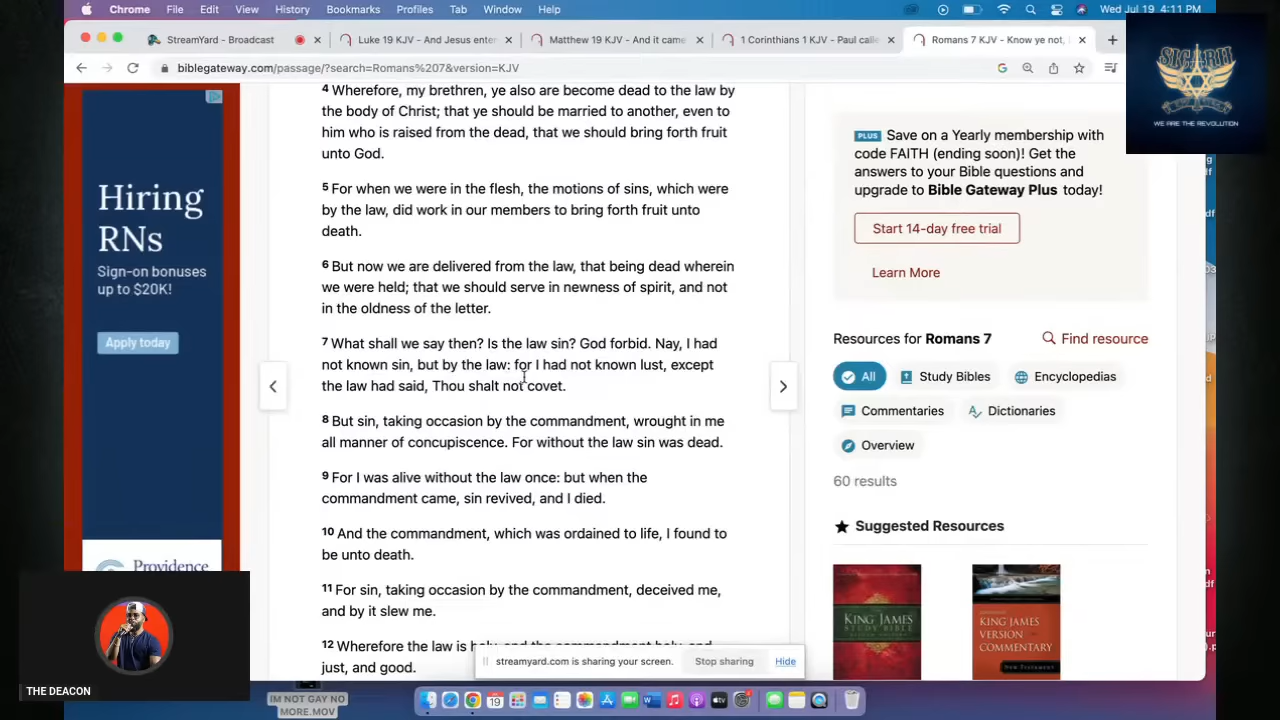 Chrome File Edit View History Bookmarks Profiles Tab Window Help
Wed Jul 19 4:11 PM
StreamYard - Broadcast
Luke 19 KJV - And Jesus enter
Matthew 19 KJV - And it came
1 Corinthians 1 KJV - Paul calle
Romans 7 KJV - Know ye not,
biblegateway.com/passage/?search=Romans%207&version=KJV
SICARII
WE ARE THE REVOLUTION
Hiring
RNs
Sign-on bonuses
up to $20K!
Apply today
Providence
4 Wherefore, my brethren, ye also are become dead to the law by
the body of Christ; that ye should be married to another, even to
him who is raised from the dead, that we should bring forth fruit
unto God.
5 For when we were in the flesh, the motions of sins, which were
by the law, did work in our members to bring forth fruit unto
death.
6 But now we are delivered from the law, that being dead wherein
we were held; that we should serve in newness of spirit, and not
in the oldness of the letter.
7 What shall we say then? Is the law sin? God forbid. Nay, I had
not known sin, but by the law: for I had not known lust, except
the law had said, Thou shalt not covet.
8 But sin, taking occasion by the commandment, wrought in me
all manner of concupiscence. For without the law sin was dead.
9 For I was alive without the law once: but when the
commandment came, sin revived, and I died.
10 And the commandment, which was ordained to life, I found to
be unto death.
11 For sin, taking occasion by the commandment, deceived me,
and by it slew me.
12 Wherefore the law is holy, and the commandment holy, and
just, and good.
PLUS Save on a Yearly membership with
code FAITH (ending soon)! Get the
answers to your Bible questions and
upgrade to Bible Gateway Plus today!
Start 14-day free trial
Learn More
Resources for Romans 7
Find resource
All
Study Bibles
Encyclopedias
Commentaries
Dictionaries
Overview
60 results
Suggested Resources
KING JAMES
STUDY BIBLE
KING JAMES
VERSION
COMMENTARY
streamyard.com is sharing your screen.
Stop sharing
Hide
THE DEACON
IM NOT GAY NO
MORE.MOV
19